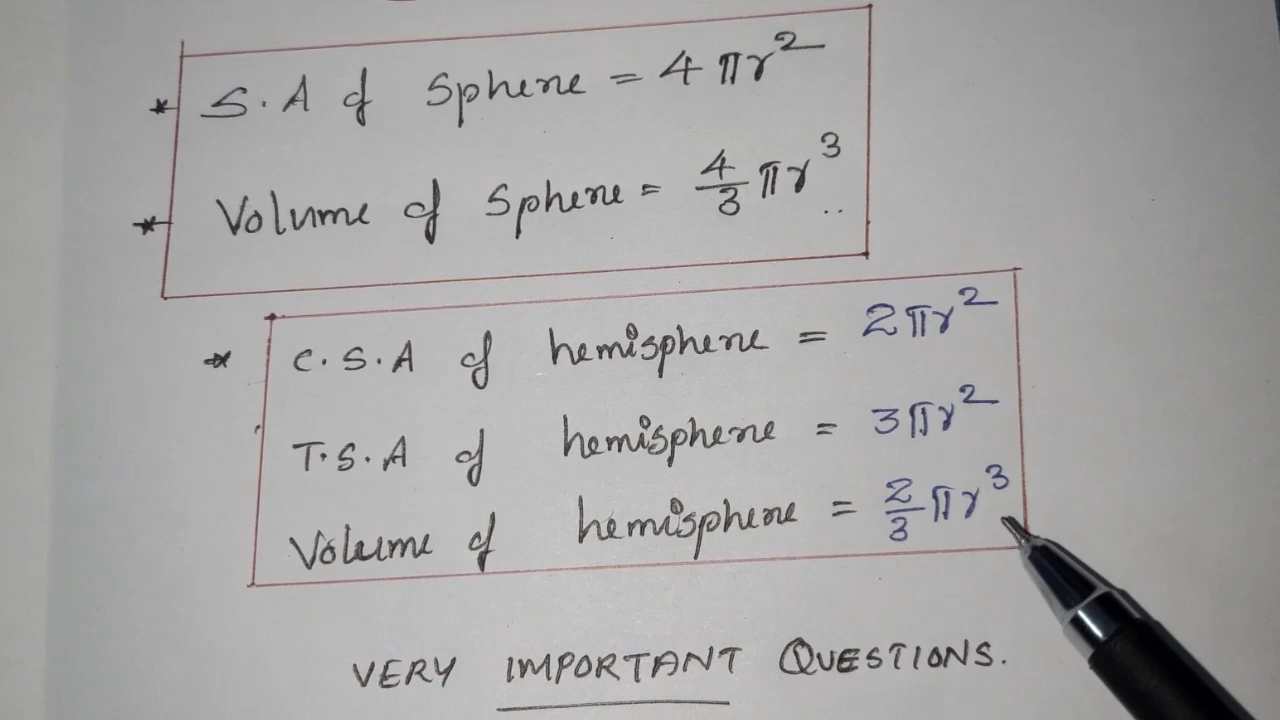 * S.A of Sphere = 4πr²
* Volume of Sphere = 4/3 πr³
* C.S.A of hemisphere = 2πr²
T.S.A of hemisphere = 3πr²
Volume of hemisphere = 2/3 πr³
VERY IMPORTANT QUESTIONS.